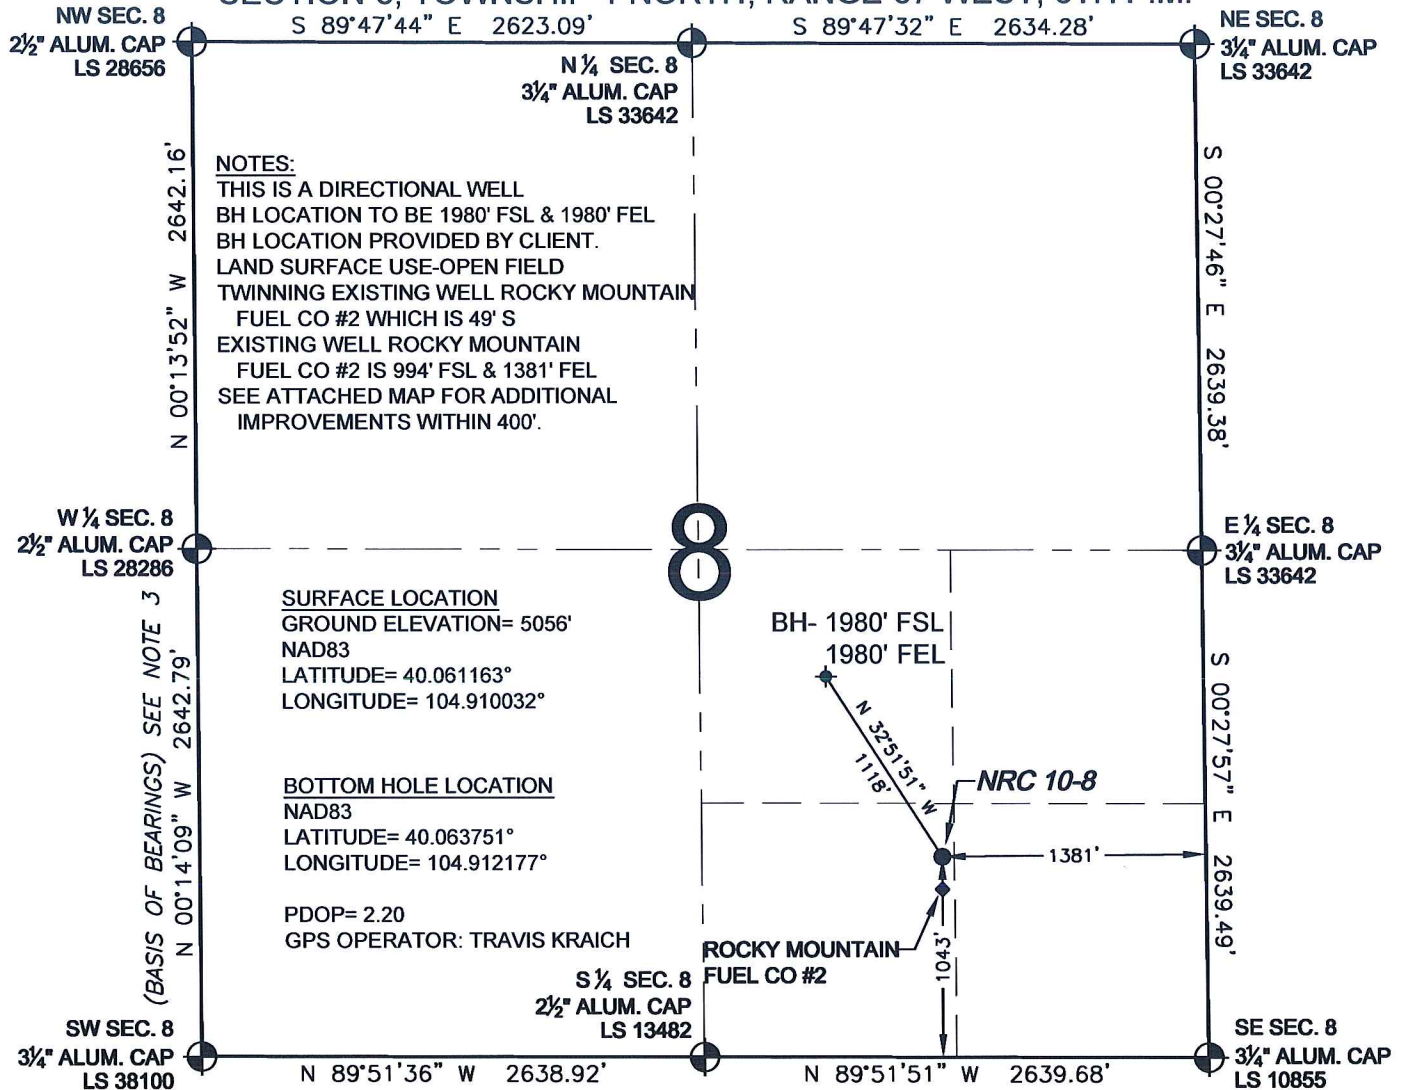 NW SEC. 8
2½" ALUM. CAP
LS 28656
S 89°47'44" E 2623.09'
S 89°47'32" E 2634.28'
NE SEC. 8
3¼" ALUM. CAP
LS 33642
N ¼ SEC. 8
3¼" ALUM. CAP
LS 33642
N 00°13'52" W 2642.16'
NOTES:
THIS IS A DIRECTIONAL WELL
BH LOCATION TO BE 1980' FSL & 1980' FEL
BH LOCATION PROVIDED BY CLIENT.
LAND SURFACE USE-OPEN FIELD
TWINNING EXISTING WELL ROCKY MOUNTAIN
FUEL CO #2 WHICH IS 49' S
EXISTING WELL ROCKY MOUNTAIN
FUEL CO #2 IS 994' FSL & 1381' FEL
SEE ATTACHED MAP FOR ADDITIONAL
IMPROVEMENTS WITHIN 400'.
S 00°27'46" E 2639.38'
W ¼ SEC. 8
2½" ALUM. CAP
LS 28286
8
E ¼ SEC. 8
3¼" ALUM. CAP
LS 33642
(BASIS OF BEARINGS) SEE NOTE 3
N 00°14'09" W 2642.79'
SURFACE LOCATION
GROUND ELEVATION= 5056'
NAD83
LATITUDE= 40.061163°
LONGITUDE= 104.910032°
BH- 1980' FSL
1980' FEL
N 32°51'51" W
1118'
NRC 10-8
S 00°27'57" E 2639.49'
BOTTOM HOLE LOCATION
NAD83
LATITUDE= 40.063751°
LONGITUDE= 104.912177°
1381'
PDOP= 2.20
GPS OPERATOR: TRAVIS KRAICH
ROCKY MOUNTAIN
FUEL CO #2
1043'
S ¼ SEC. 8
2½" ALUM. CAP
LS 13482
SW SEC. 8
3¼" ALUM. CAP
LS 38100
N 89°51'36" W 2638.92'
N 89°51'51" W 2639.68'
SE SEC. 8
3¼" ALUM. CAP
LS 10855